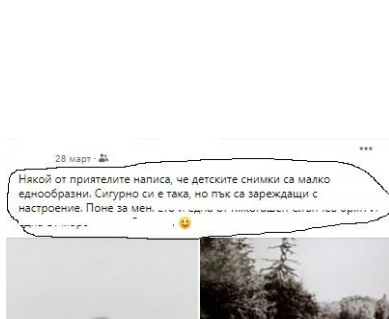 28 март
Някой от приятелите написа, че детските снимки са малко
еднообразни. Сигурно си е така, но пък са зареждащи с
настроение. Поне за мен.